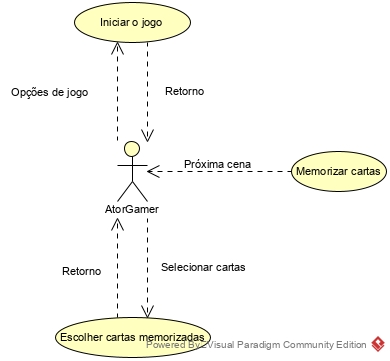 Iniciar o jogo
Opções de jogo
Retorno
Próxima cena
Memorizar cartas
AtorGamer
Retorno
Selecionar cartas
Escolher cartas memorizadas
Powered By Visual Paradigm Community Edition